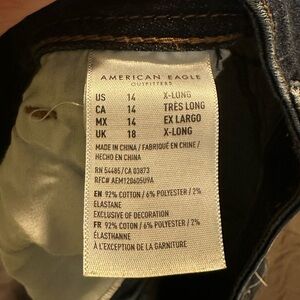 AMERICAN EAGLE
OUTFITTERS
US 14 X-LONG
CA 14 TRÈS LONG
MX 14 EX LARGO
UK 18 X-LONG
MADE IN CHINA / FABRIQUÉ EN CHINE /
HECHO EN CHINA
RN 54485/CA 03873
RFC# AEM120605U9A
EN 92% COTTON / 6% POLYESTER / 2%
ELASTANE
EXCLUSIVE OF DECORATION
FR 92% COTON / 6% POLYESTER / 2%
ÉLASTHANNE
À L'EXCEPTION DE LA GARNITURE